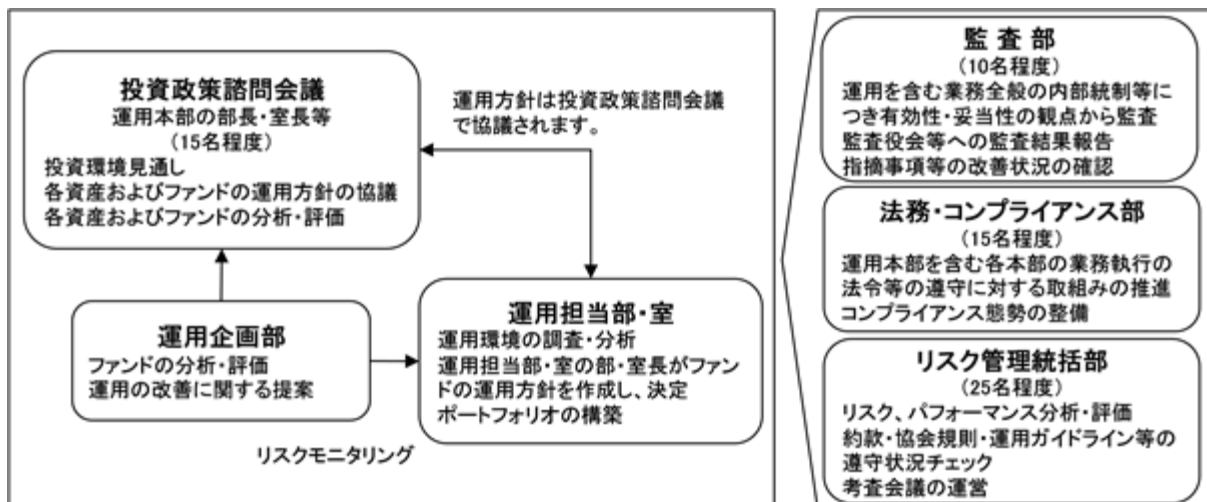 投資政策諮問会議
運用本部の部長・室長等
（15名程度）
投資環境見通し
各資産およびファンドの運用方針の協議
各資産およびファンドの分析・評価
運用方針は投資政策諮問会議
で協議されます。
運用企画部
ファンドの分析・評価
運用の改善に関する提案
運用担当部・室
運用環境の調査・分析
運用担当部・室の部・室長がファン
ドの運用方針を作成し、決定
ポートフォリオの構築
リスクモニタリング
監 査 部
（10名程度）
運用を含む業務全般の内部統制等に
つき有効性・妥当性の観点から監査
監査役会等への監査結果報告
指摘事項等の改善状況の確認
法務・コンプライアンス部
（15名程度）
運用本部を含む各本部の業務執行の
法令等の遵守に対する取組みの推進
コンプライアンス態勢の整備
リスク管理統括部
（25名程度）
リスク、パフォーマンス分析・評価
約款・協会規則・運用ガイドライン等の
遵守状況チェック
考査会議の運営